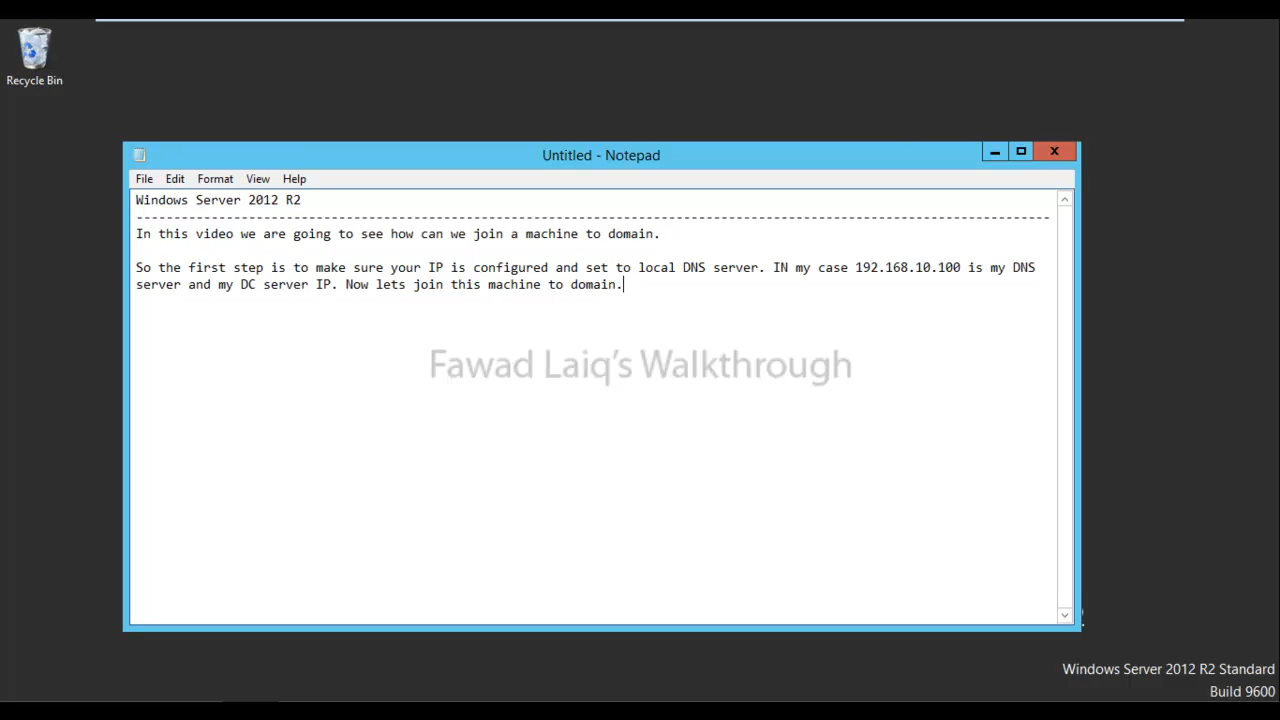 Recycle Bin
Untitled - Notepad
File Edit Format View Help
Windows Server 2012 R2
--------------------------------------------------------------------------------------------------------------------------
In this video we are going to see how can we join a machine to domain.
So the first step is to make sure your IP is configured and set to local DNS server. IN my case 192.168.10.100 is my DNS
server and my DC server IP. Now lets join this machine to domain.
Fawad Laiq's Walkthrough
Windows Server 2012 R2 Standard
Build 9600